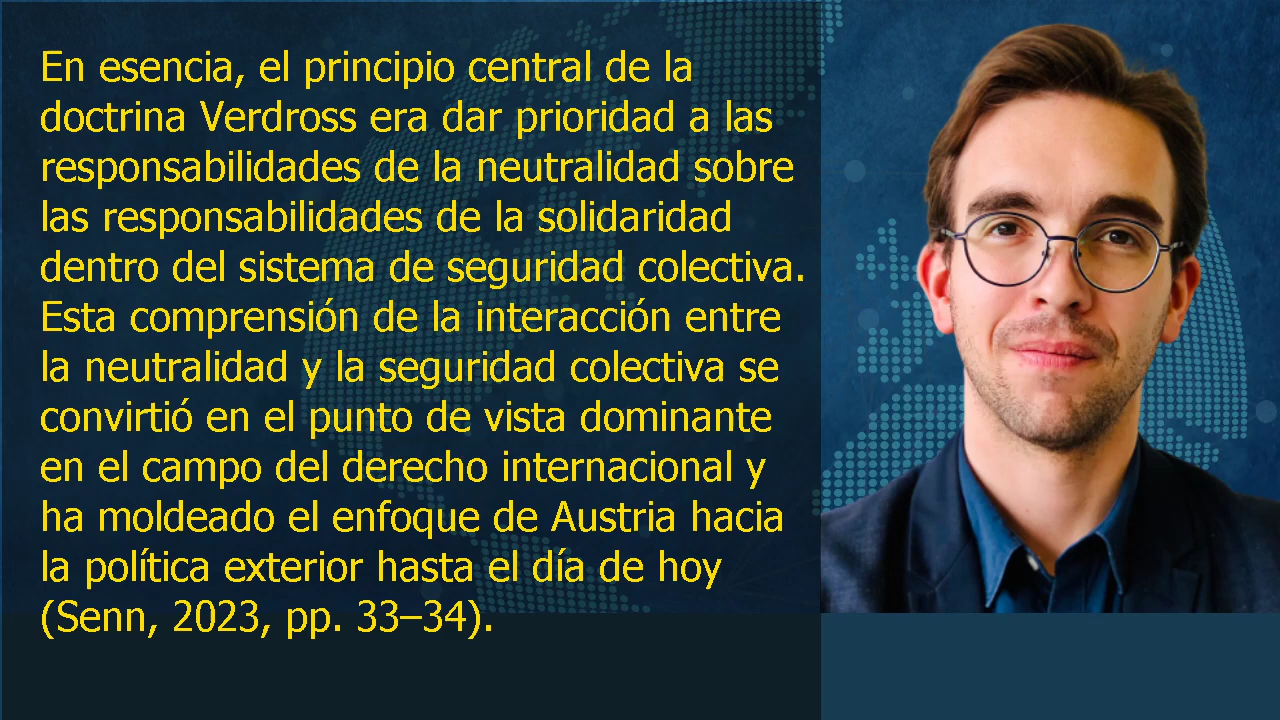 En esencia, el principio central de la
doctrina Verdross era dar prioridad a las
responsabilidades de la neutralidad sobre
las responsabilidades de la solidaridad
dentro del sistema de seguridad colectiva.
Esta comprensión de la interacción entre
la neutralidad y la seguridad colectiva se
convirtió en el punto de vista dominante
en el campo del derecho internacional y
ha moldeado el enfoque de Austria hacia
la política exterior hasta el día de hoy
(Senn, 2023, pp. 33–34).